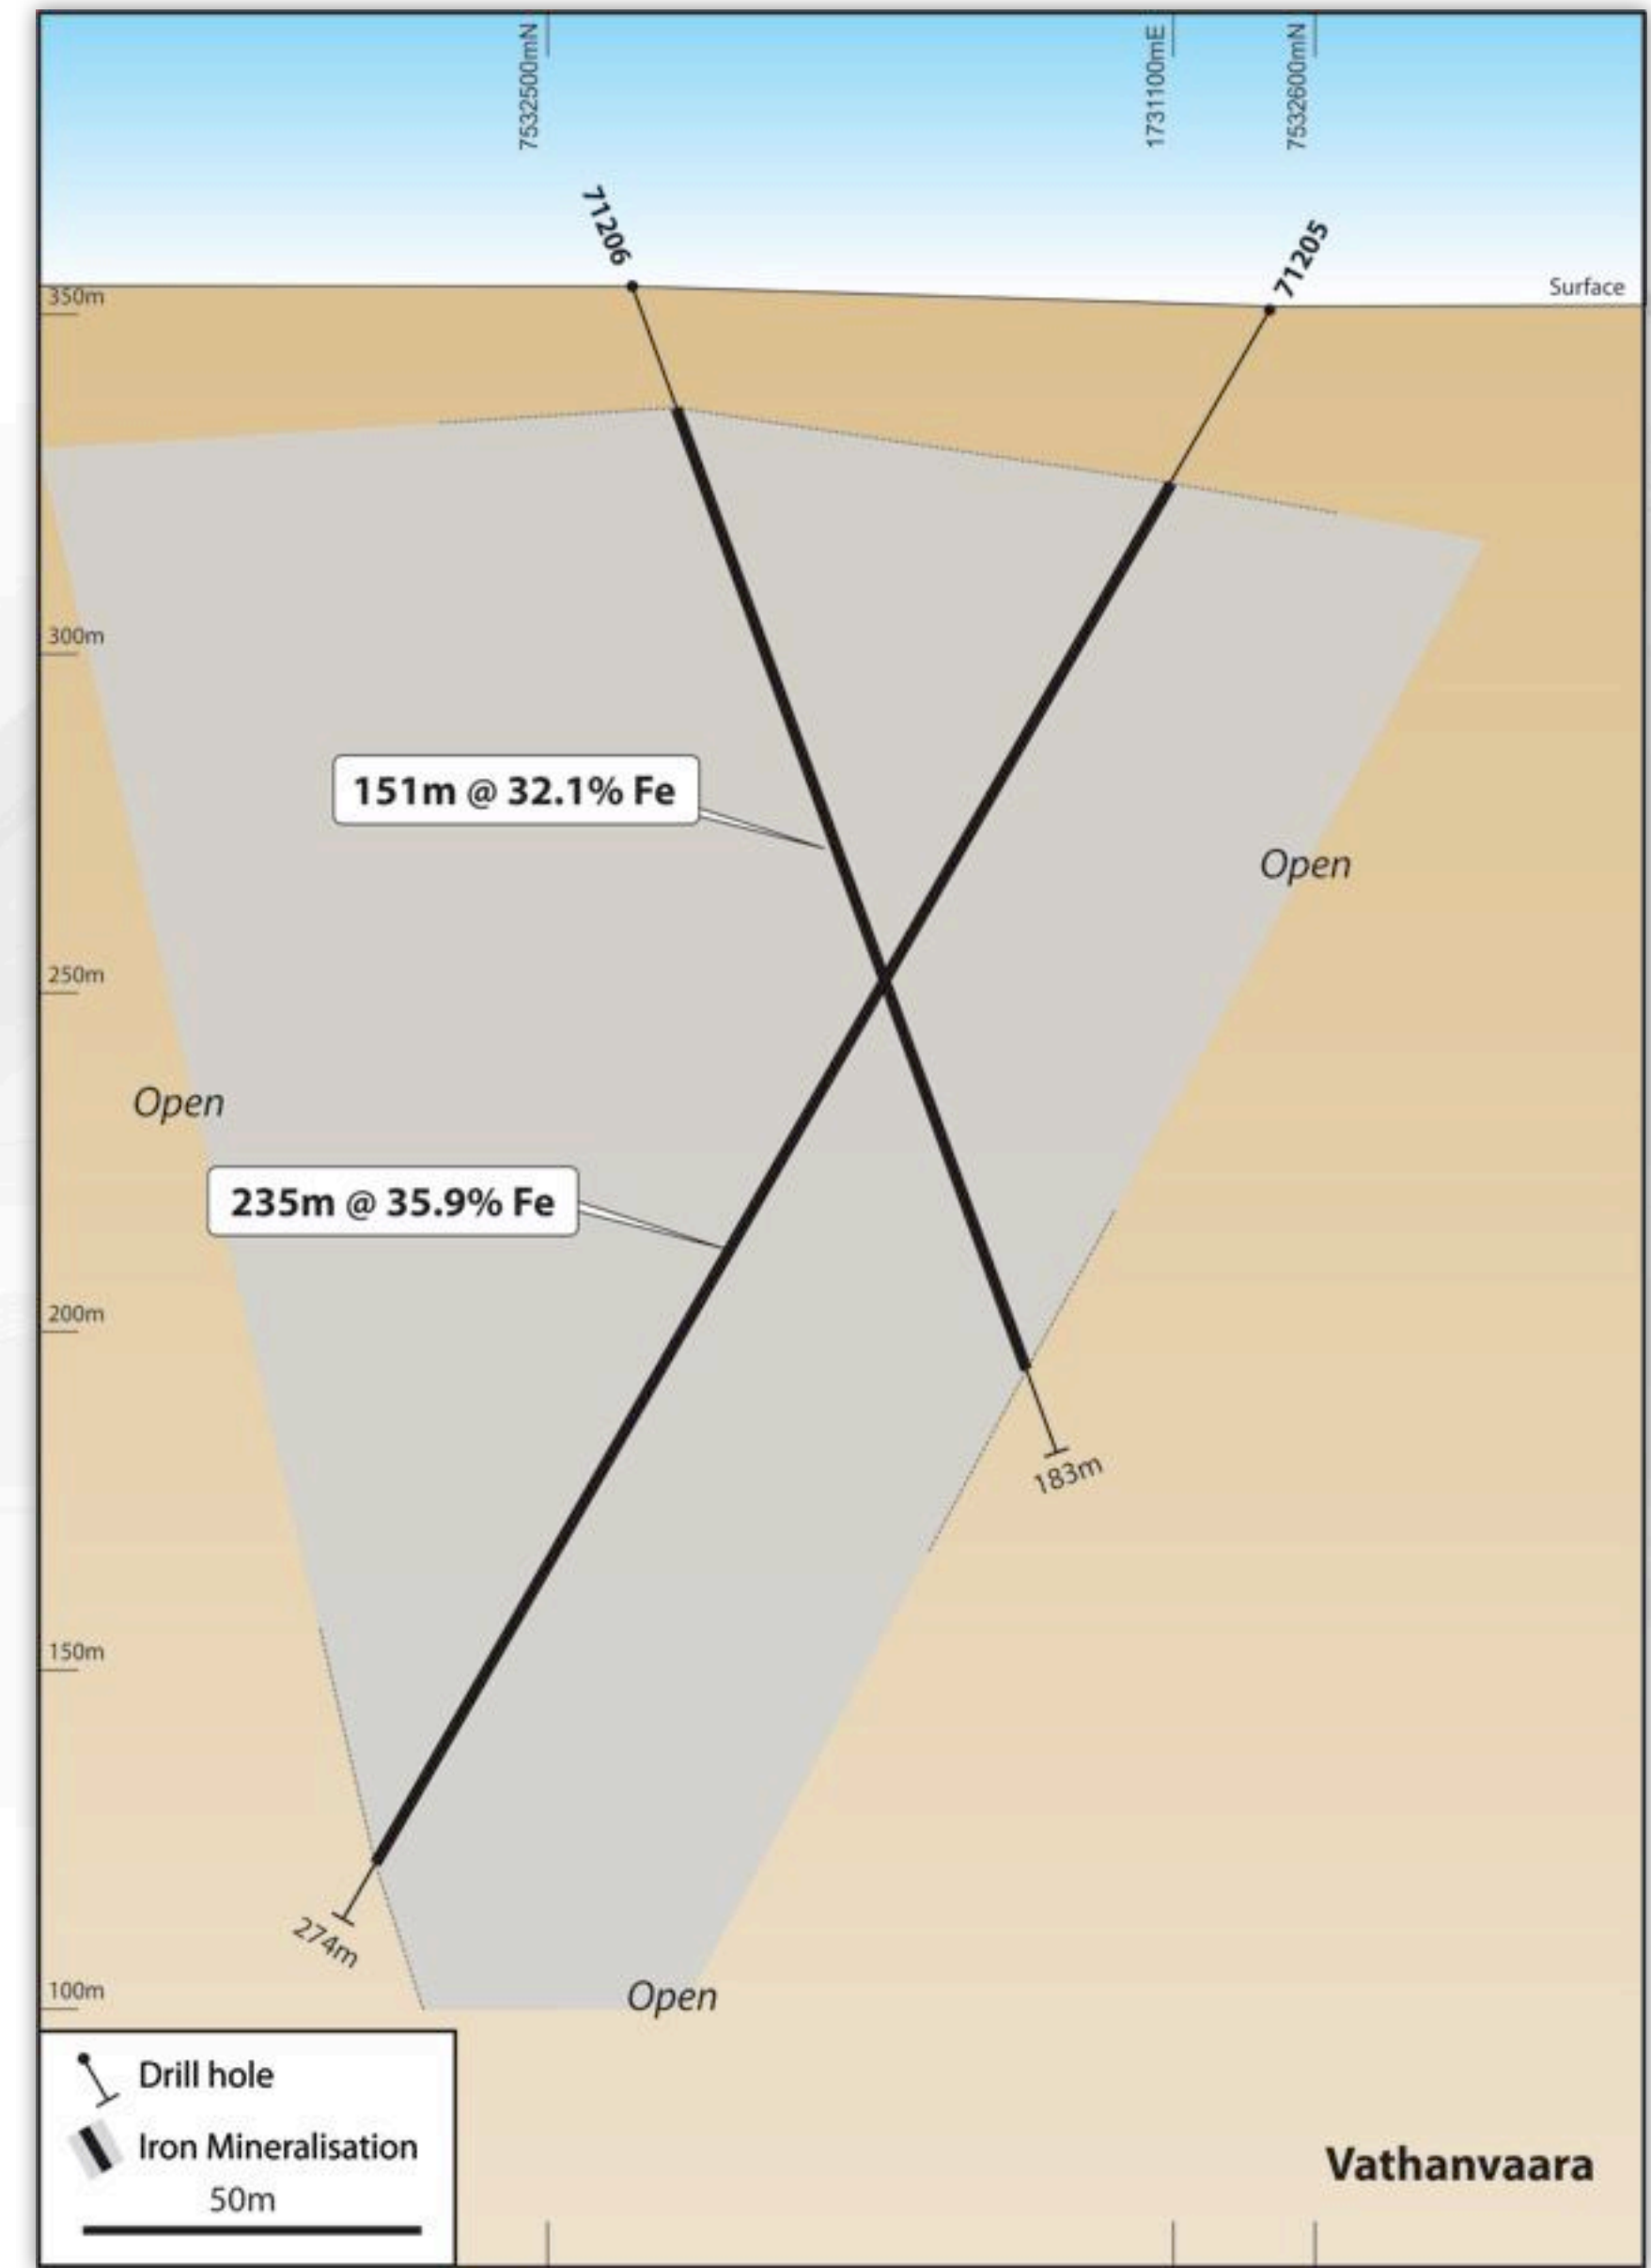 7532500mN
1731100mE
7532600mN
71206
71205
Surface
350m
300m
151m @ 32.1% Fe
Open
250m
Open
235m @ 35.9% Fe
200m
183m
150m
274m
100m
Open
Drill hole
Iron Mineralisation
50m
Vathanvaara